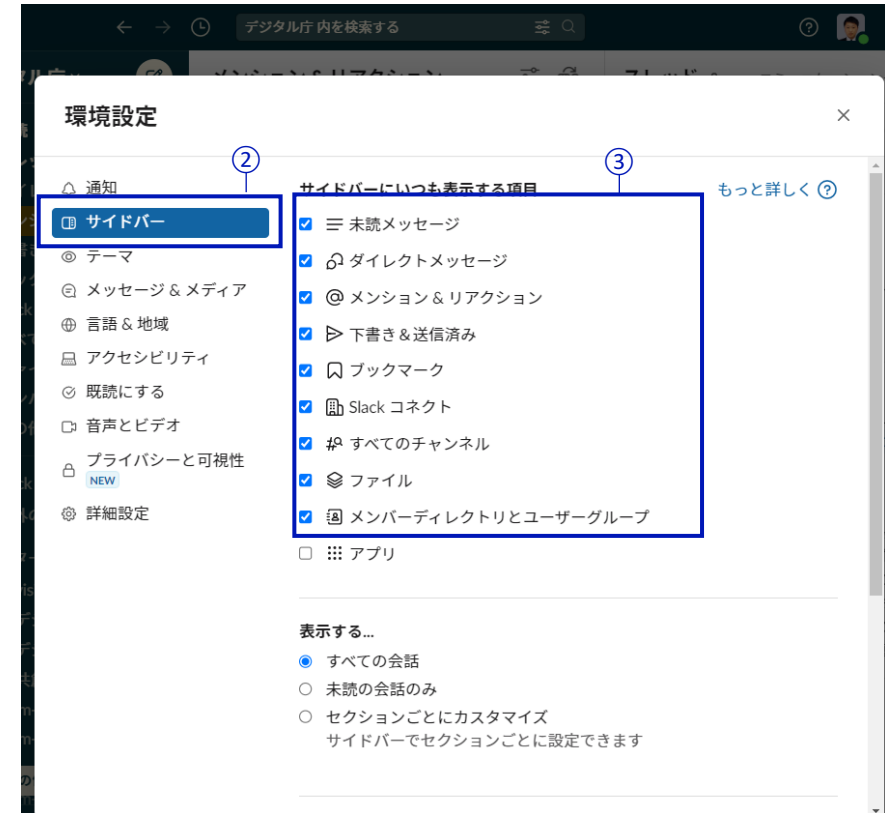 デジタル庁 内を検索する
環境設定
②
③
通知
サイドバー
テーマ
メッセージ & メディア
言語 & 地域
アクセシビリティ
既読にする
音声とビデオ
プライバシーと可視性
NEW
詳細設定
サイドバーにいつも表示する項目
もっと詳しく
未読メッセージ
ダイレクトメッセージ
メンション & リアクション
下書き & 送信済み
ブックマーク
Slack コネクト
すべてのチャンネル
ファイル
メンバーディレクトリとユーザーグループ
アプリ
表示する...
すべての会話
未読の会話のみ
セクションごとにカスタマイズ
サイドバーでセクションごとに設定できます